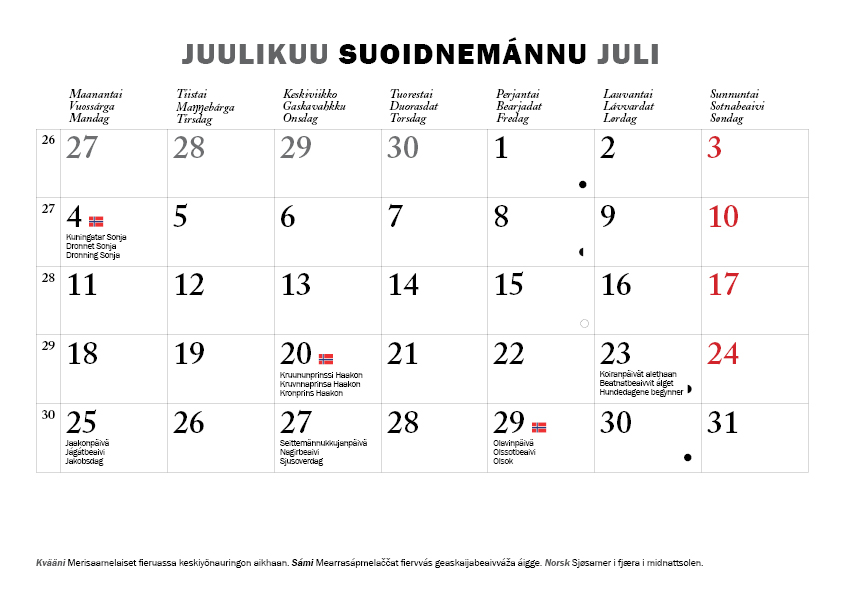 JUULIKUU SUOIDNEMÁNNU JULI
Maanantai Tiistai Keskiviikko Tuorestai Perjantai Lauvantai Sunnuntai
Vuossárga Maŋŋebárga Gaskavahkku Duorasdat Bearjadat Lávvardat Sotnabeaivi
Mandag Tirsdag Onsdag Torsdag Fredag Lørdag Søndag
26 27 28 29 30 1 2 3
27 4 5 6 7 8 9 10
Kuningatar Sonja
Dronnet Sonja
Dronning Sonja
28 11 12 13 14 15 16 17
29 18 19 20 21 22 23 24
Kruununprinssi Haakon Koiranpäivät alethaan
Kruvnnaprinsa Haakon Beatnatbeaivvit álget
Kronprins Haakon Hundedagene begynner
30 25 26 27 28 29 30 31
Jaakonpäivä Seittemännukkujanpäivä Olavinpäivä
Jágátbeaivi Nagirbeaivi Olssotbeaivi
Jakobsdag Sjusoverdag Olsok
Kvääni Merisaamelaiset fieruassa keskiyönauringon aikhaan. Sámi Mearrasápmelaččat fiervvás geaskaijabeaivváža áigge. Norsk Sjøsamer i fjæra i midnattsolen.